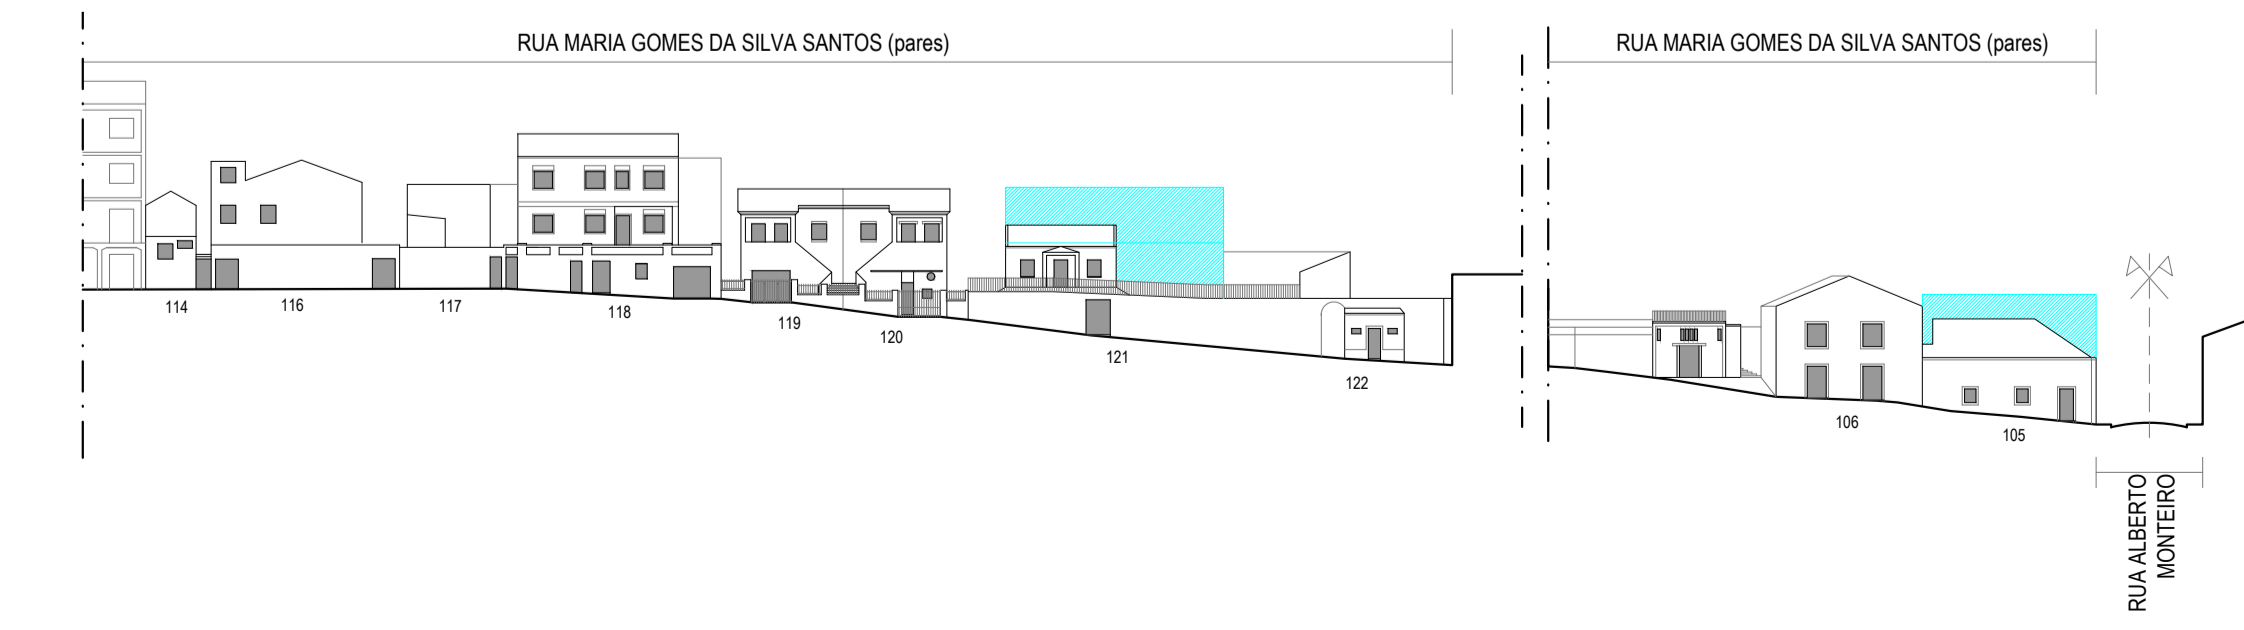 RUA MARIA GOMES DA SILVA SANTOS (pares)
RUA MARIA GOMES DA SILVA SANTOS (pares)
114
116
117
118
119
120
121
122
106
105
RUA ALBERTO
MONTEIRO